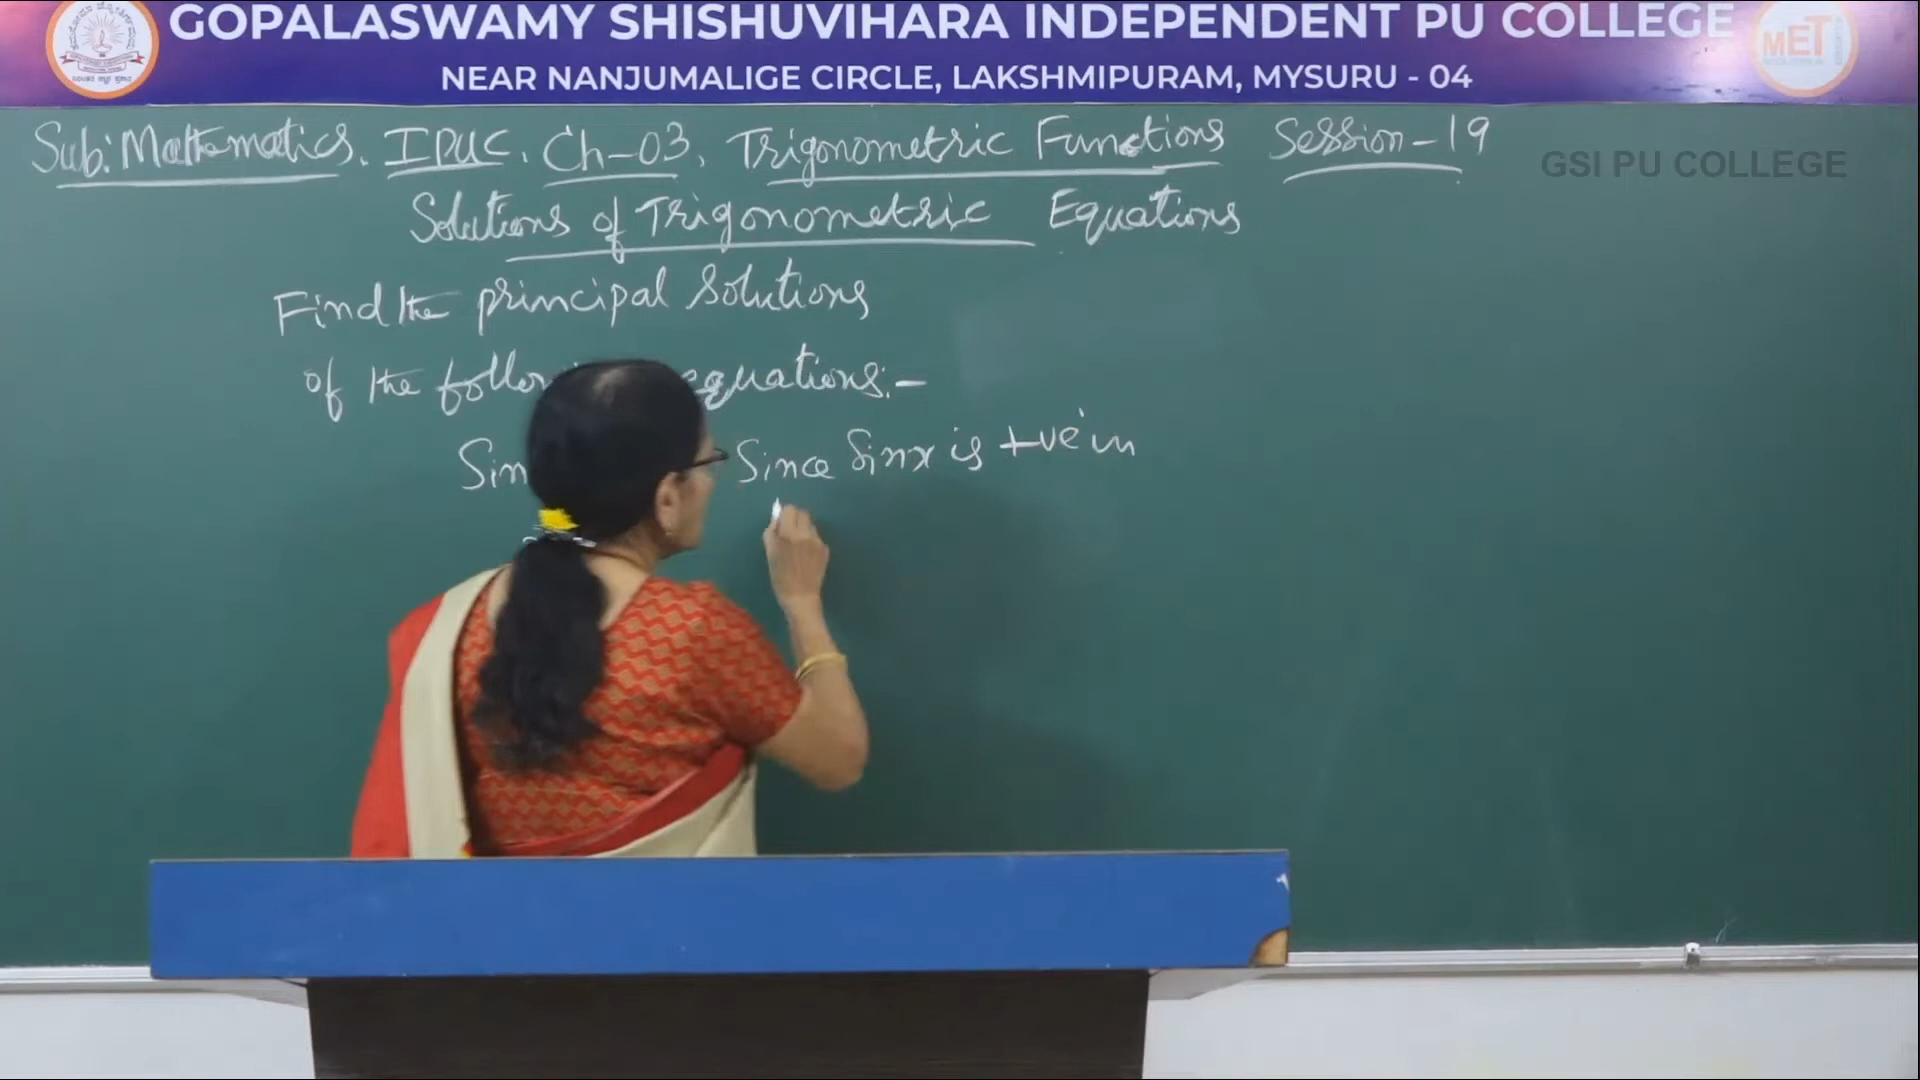 GOPALASWAMY SHISHUVIHARA INDEPENDENT PU COLLEGE
NEAR NANJUMALIGE CIRCLE, LAKSHMIPURAM, MYSURU - 04
MET
Sub: Mathematics. I PUC. Ch-03. Trigonometric Functions Session-19
GSI PU COLLEGE
Solutions of Trigonometric Equations
Find the principal Solutions
of the equations:-
Sin Since Sinx is +ve in